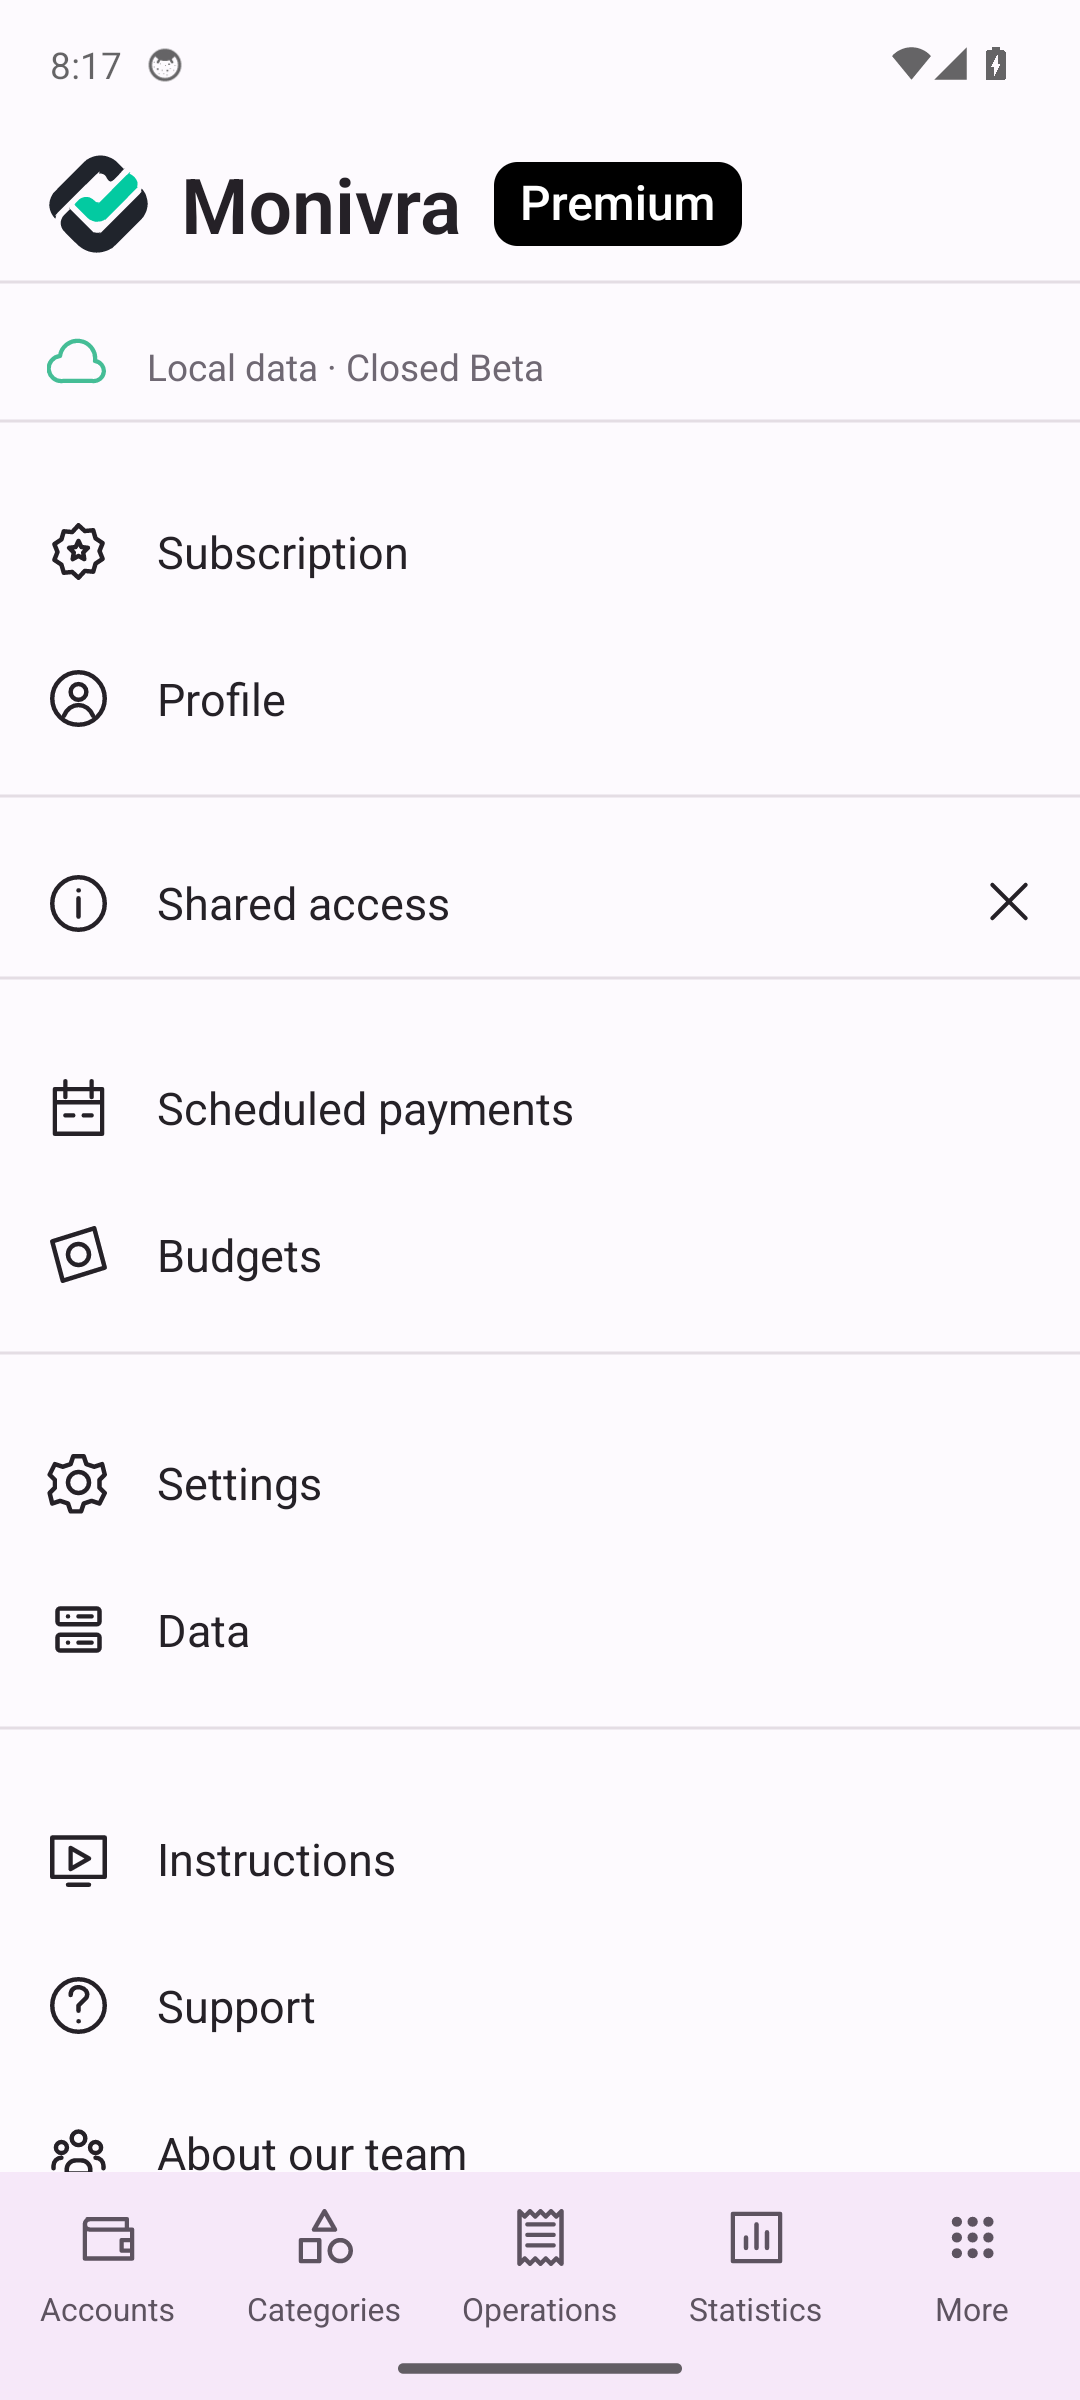 8:17
Monivra Premium
Local data · Closed Beta
Subscription
Profile
Shared access
Scheduled payments
Budgets
Settings
Data
Instructions
Support
About our team
Accounts Categories Operations Statistics More